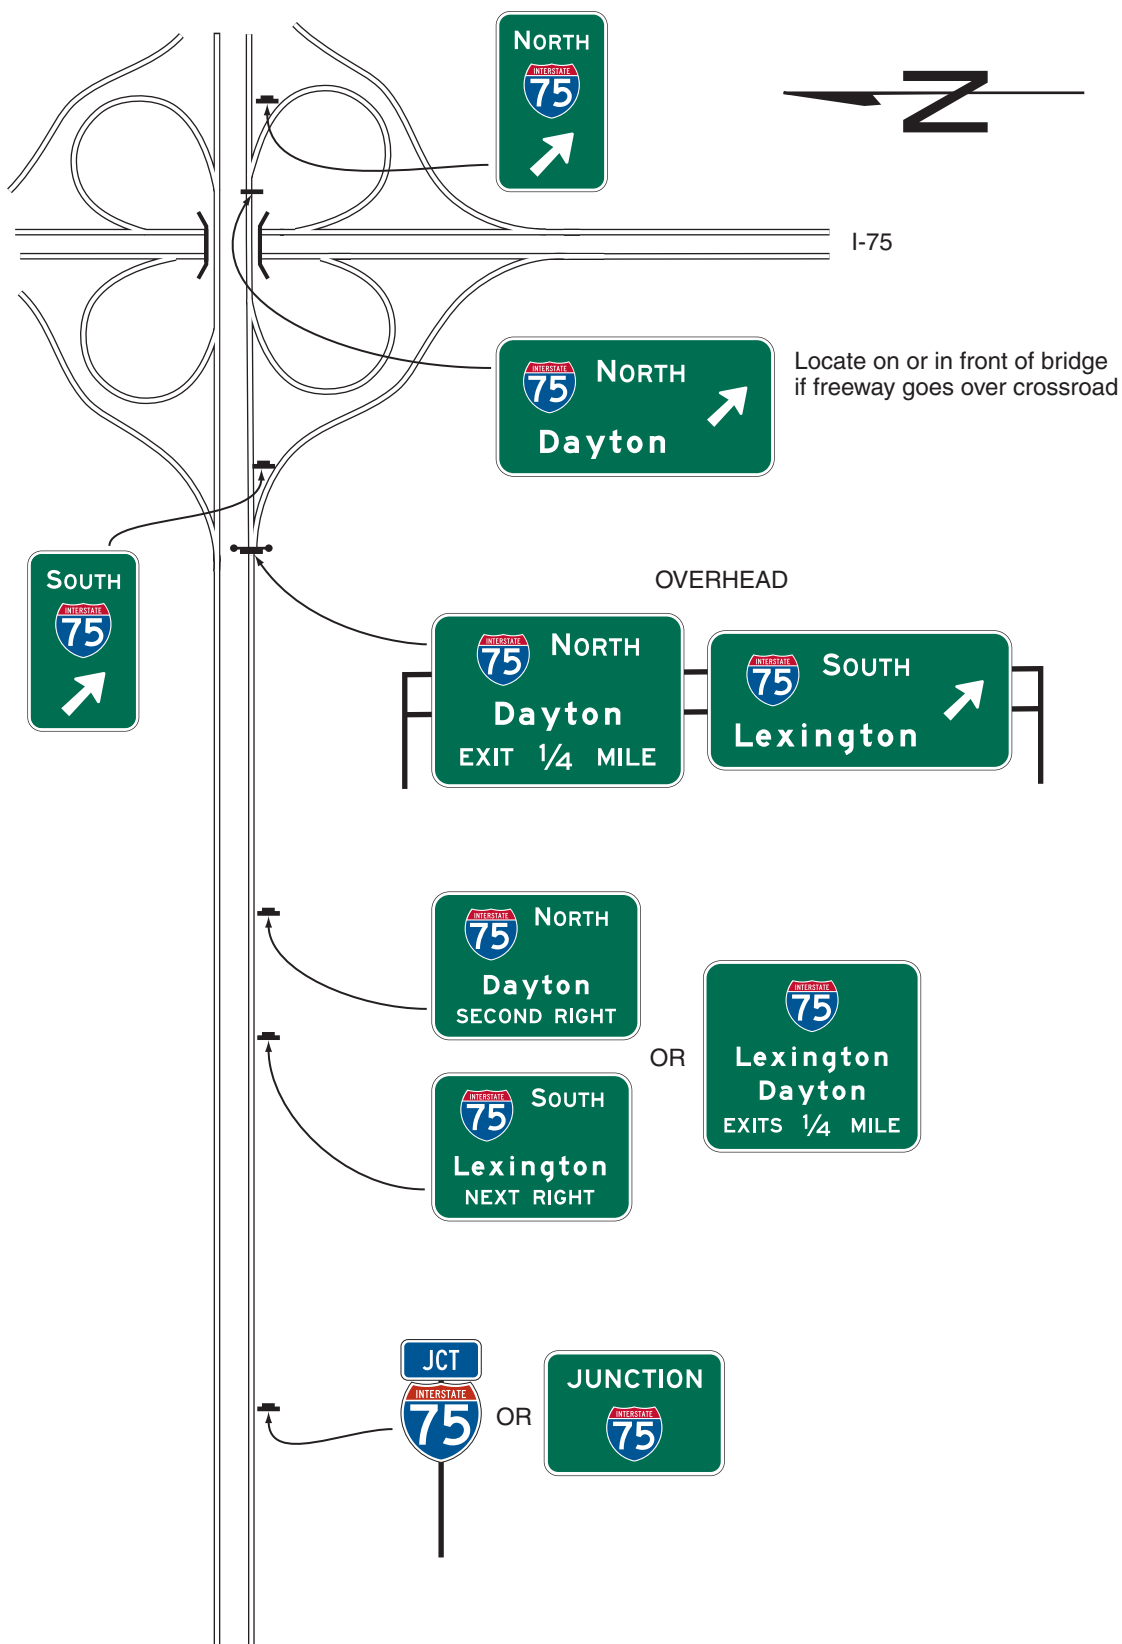 NORTH
INTERSTATE
75
N
I-75
INTERSTATE
75
NORTH
Dayton
Locate on or in front of bridge
if freeway goes over crossroad
SOUTH
INTERSTATE
75
OVERHEAD
INTERSTATE
75
NORTH
Dayton
EXIT 1/4 MILE
INTERSTATE
75
SOUTH
Lexington
INTERSTATE
75
NORTH
Dayton
SECOND RIGHT
OR
INTERSTATE
75
Lexington
Dayton
EXITS 1/4 MILE
INTERSTATE
75
SOUTH
Lexington
NEXT RIGHT
JCT
INTERSTATE
75
OR
JUNCTION
INTERSTATE
75